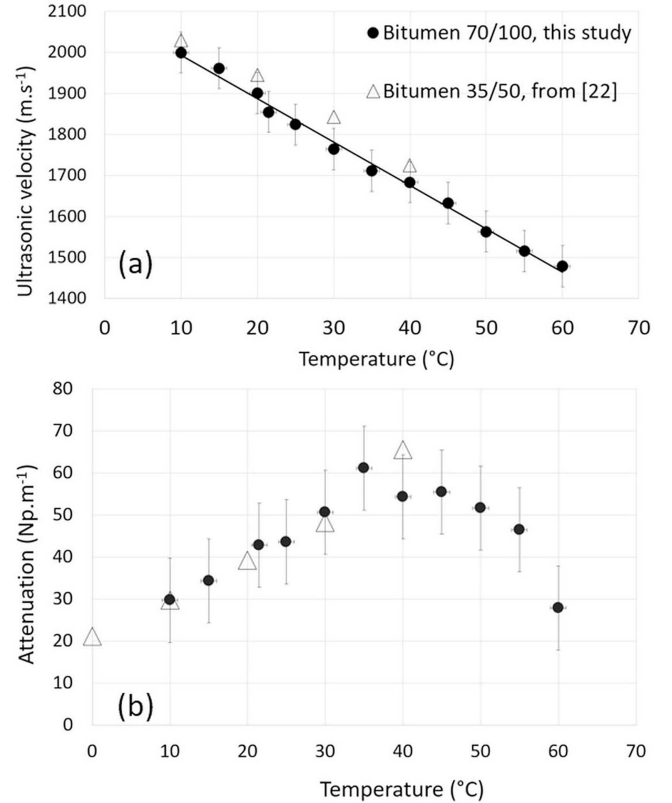 2100
2000
1900
1800
1700
1600
1500
1400
Ultrasonic velocity (m.s-1)
Bitumen 70/100, this study
Bitumen 35/50, from [22]
(a)
0 10 20 30 40 50 60 70
Temperature (°C)
80
70
60
50
40
30
20
10
0
Attenuation (Np.m-1)
(b)
0 10 20 30 40 50 60 70
Temperature (°C)